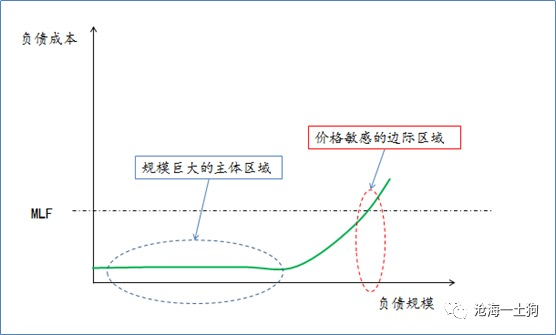 负债成本
价格敏感的边际区域
规模巨大的主体区域
MLF
负债规模
沧海一土狗